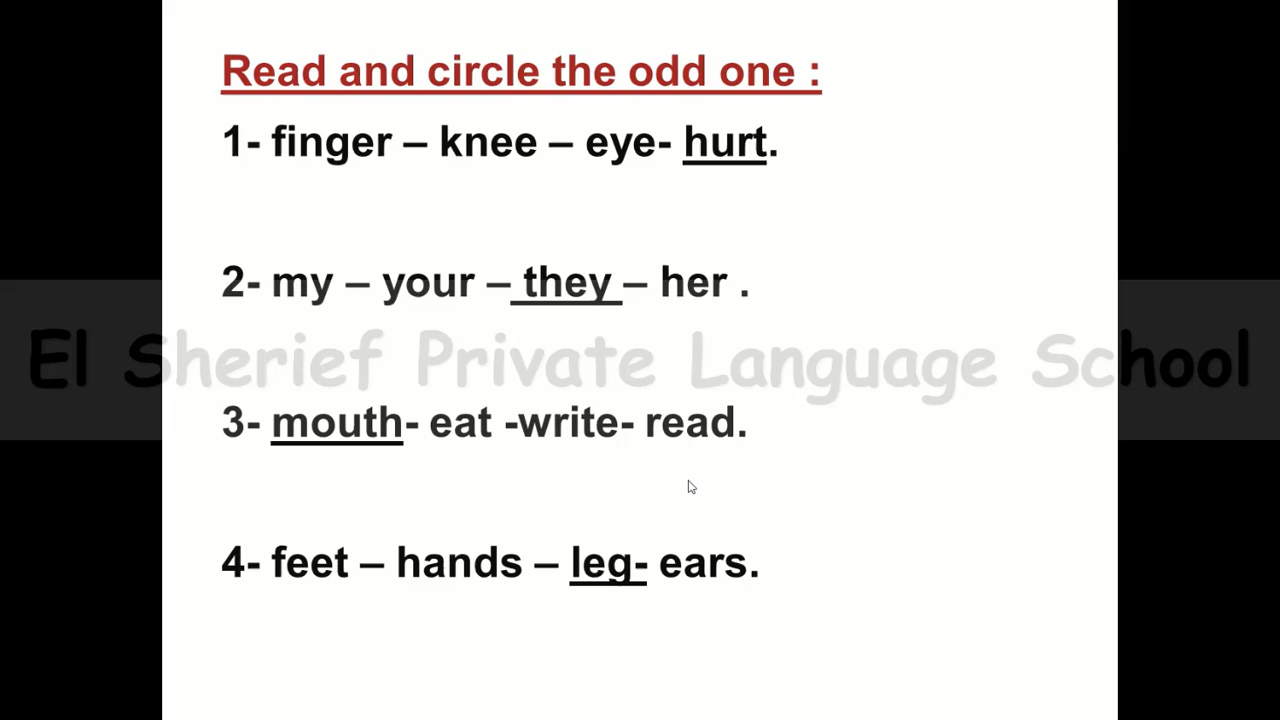 Read and circle the odd one :
1- finger – knee – eye- hurt.
2- my – your – they – her .
El Sherief Private Language School
3- mouth- eat -write- read.
4- feet – hands – leg- ears.